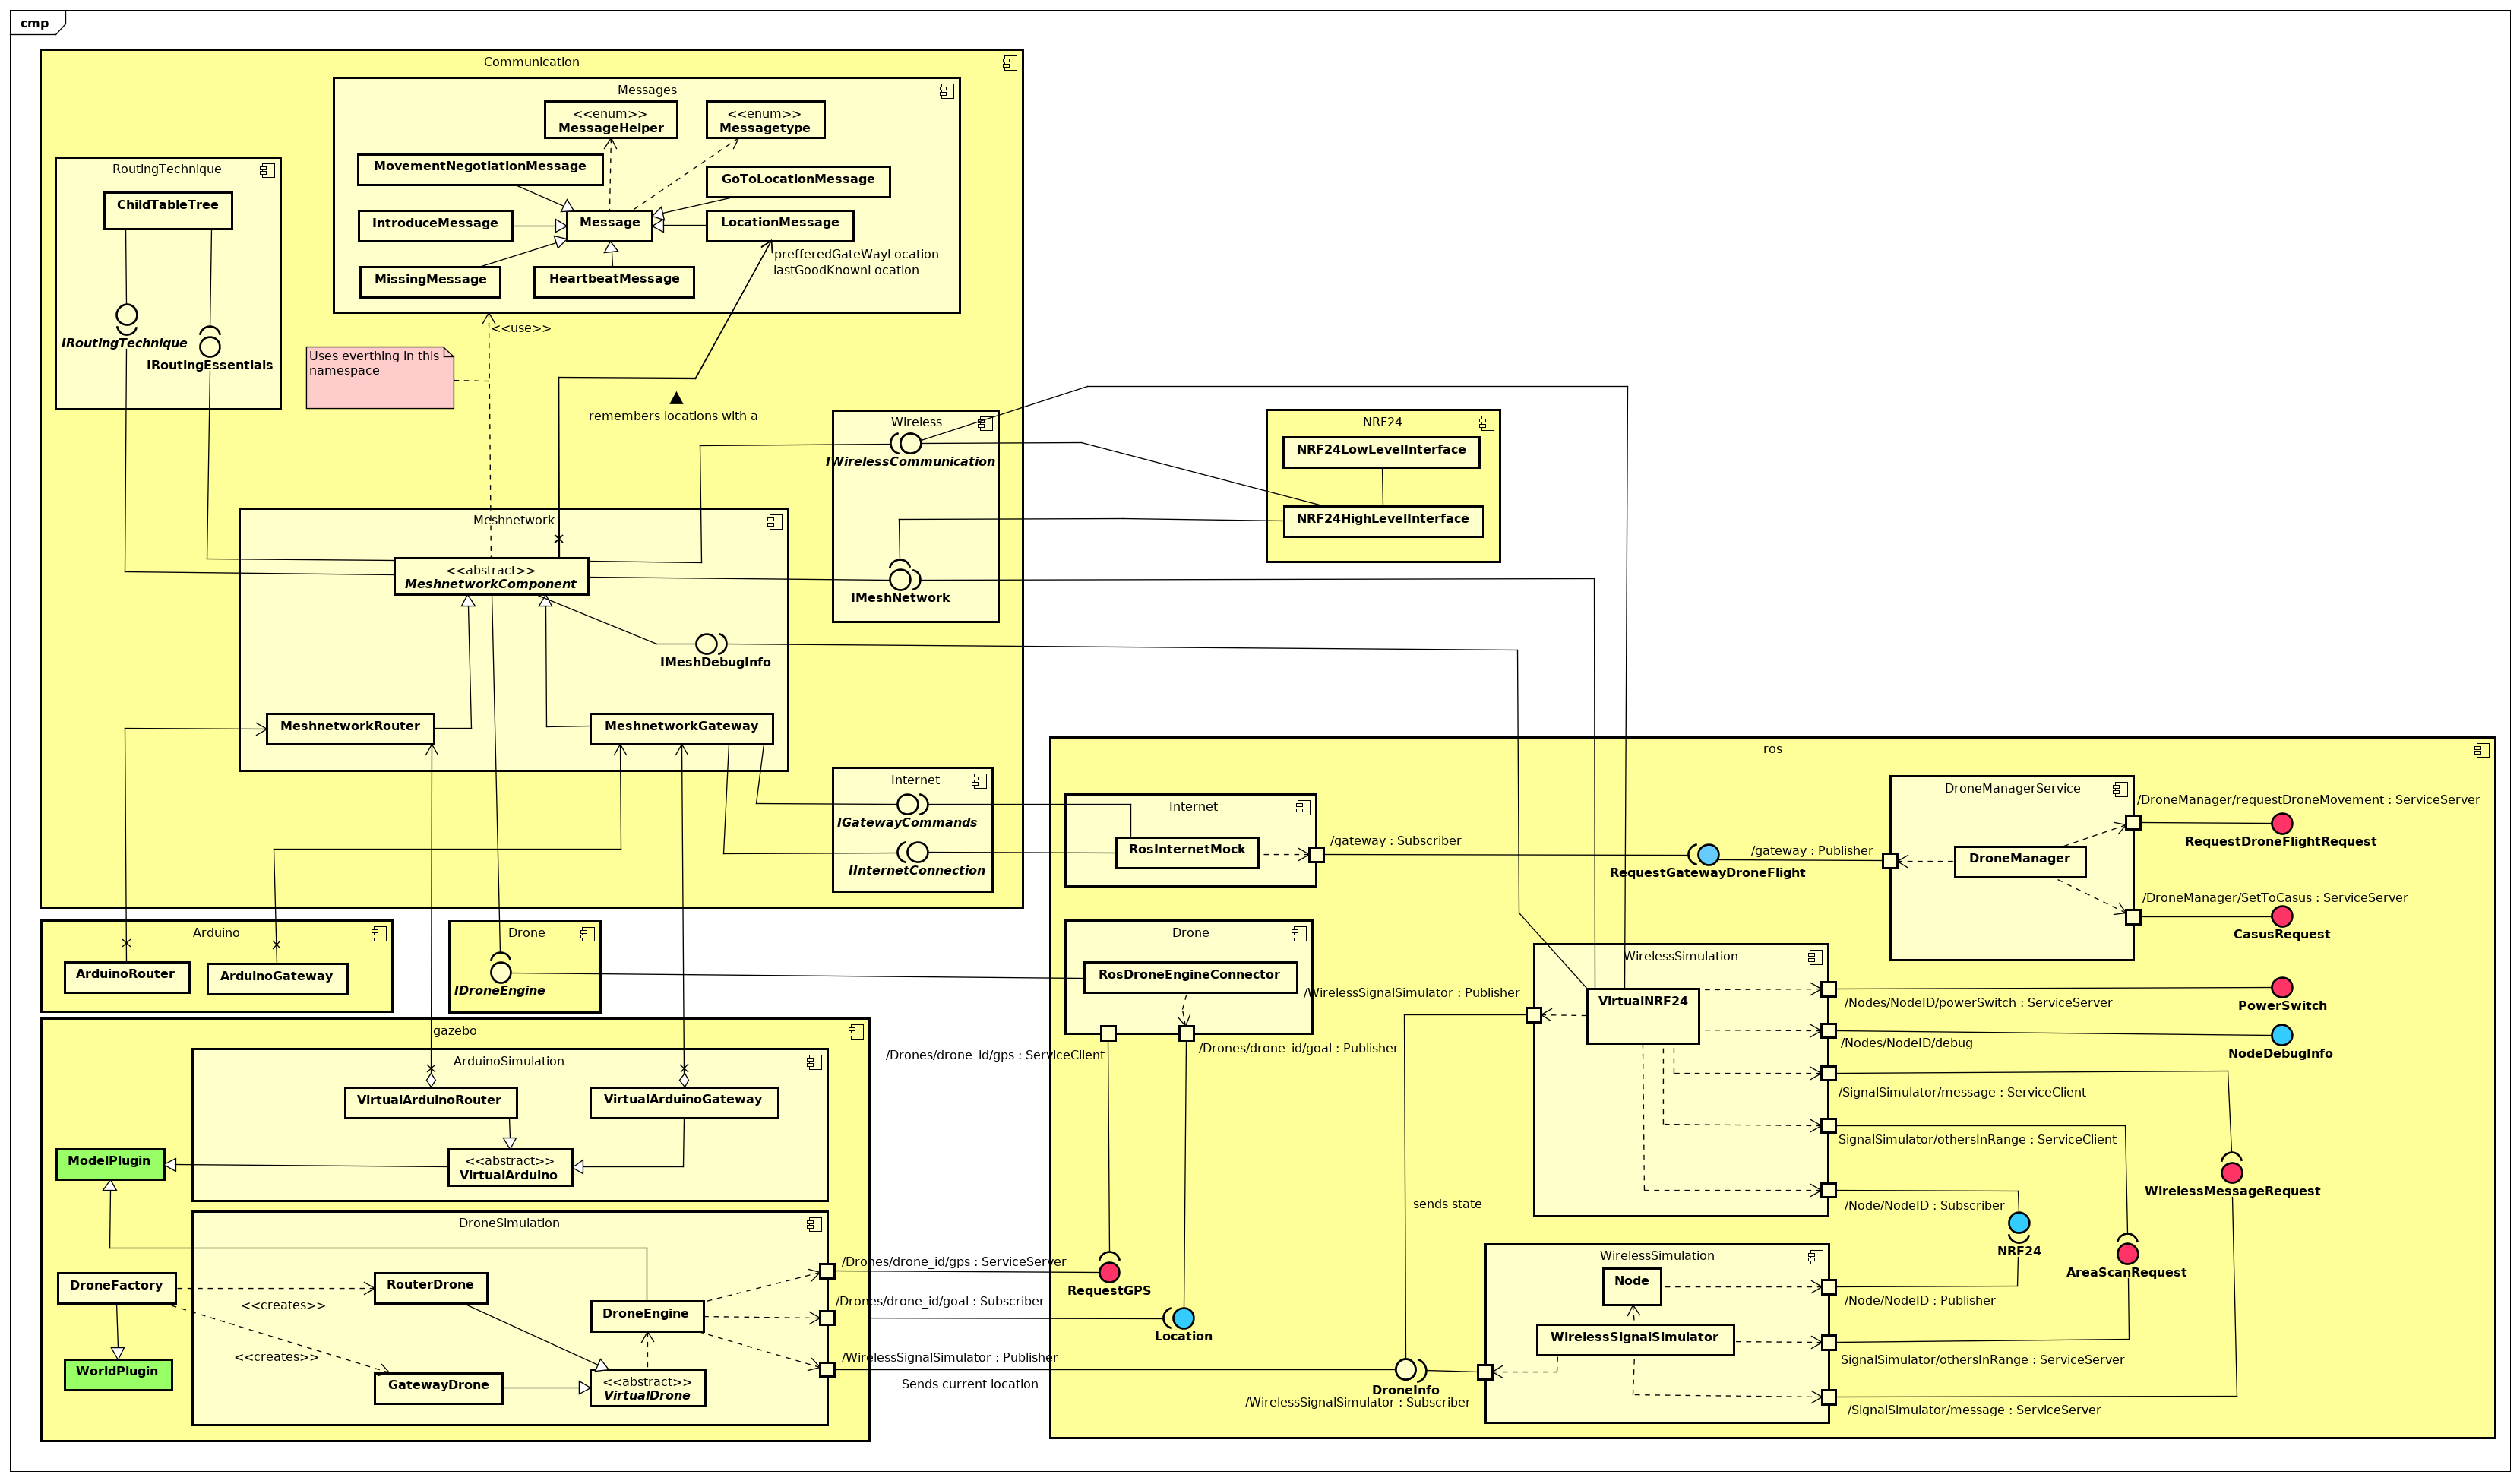 cmp
Communication
Messages
<<enum>>
MessageHelper
<<enum>>
Messagetype
MovementNegotiationMessage
GoToLocationMessage
IntroduceMessage
Message
LocationMessage
- prefferedGateWayLocation
- lastGoodKnownLocation
MissingMessage
HeartbeatMessage
RoutingTechnique
ChildTableTree
IRoutingTechnique
IRoutingEssentials
<<use>>
Uses everthing in this
namespace
remembers locations with a
Wireless
IWirelessCommunication
IMeshNetwork
NRF24
NRF24LowLevelInterface
NRF24HighLevelInterface
Meshnetwork
<<abstract>>
MeshnetworkComponent
IMeshDebugInfo
MeshnetworkRouter
MeshnetworkGateway
Internet
IGatewayCommands
IInternetConnection
Arduino
ArduinoRouter
ArduinoGateway
Drone
IDroneEngine
gazebo
ArduinoSimulation
VirtualArduinoRouter
VirtualArduinoGateway
<<abstract>>
VirtualArduino
ModelPlugin
DroneSimulation
DroneFactory
RouterDrone
<<creates>>
DroneEngine
<<creates>>
WorldPlugin
GatewayDrone
<<abstract>>
VirtualDrone
/Drones/drone_id/gps : ServiceServer
/Drones/drone_id/goal : Subscriber
/WirelessSignalSimulator : Publisher
Sends current location
ros
Internet
RosInternetMock
/gateway : Subscriber
RequestGatewayDroneFlight
/gateway : Publisher
DroneManagerService
DroneManager
/DroneManager/requestDroneMovement : ServiceServer
RequestDroneFlightRequest
/DroneManager/SetToCasus : ServiceServer
CasusRequest
Drone
RosDroneEngineConnector
/Drones/drone_id/gps : ServiceClient
/Drones/drone_id/goal : Publisher
/WirelessSignalSimulator : Publisher
RequestGPS
Location
WirelessSimulation
VirtualNRF24
/Nodes/NodeID/powerSwitch : ServiceServer
PowerSwitch
/Nodes/NodeID/debug
NodeDebugInfo
/SignalSimulator/message : ServiceClient
SignalSimulator/othersInRange : ServiceClient
WirelessMessageRequest
/Node/NodeID : Subscriber
NRF24
AreaScanRequest
sends state
WirelessSimulation
Node
WirelessSignalSimulator
/Node/NodeID : Publisher
SignalSimulator/othersInRange : ServiceServer
/SignalSimulator/message : ServiceServer
DroneInfo
/WirelessSignalSimulator : Subscriber